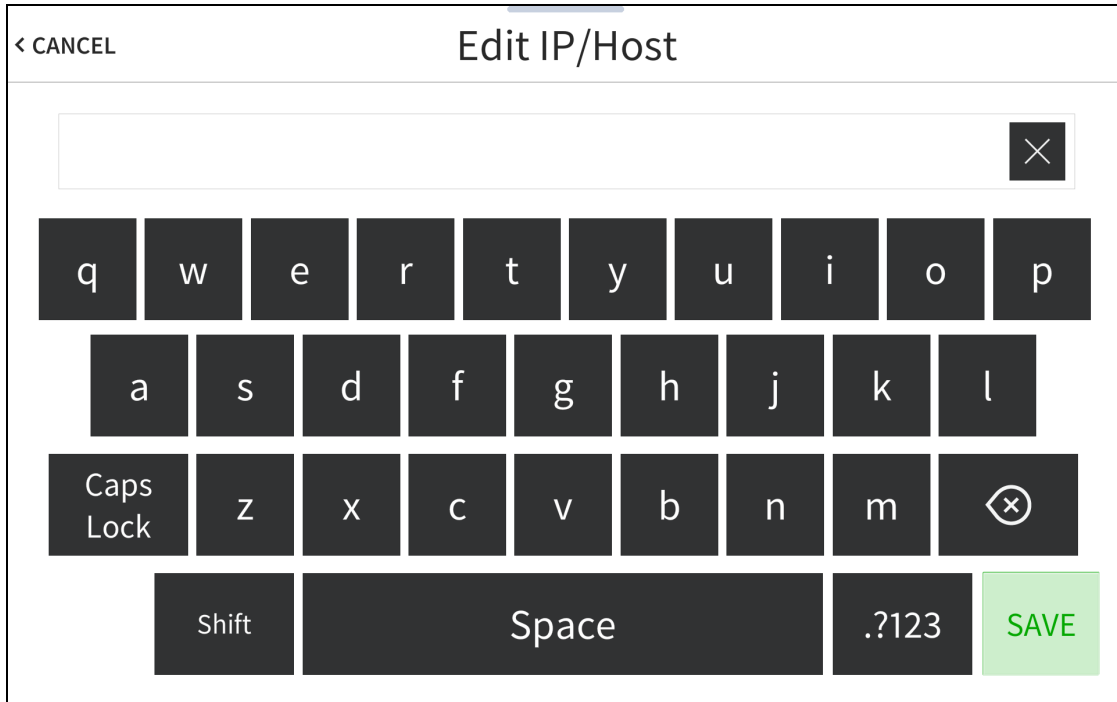 < CANCEL
Edit IP/Host
q w e r t y u i o p
a s d f g h j k l
Caps Lock z x c v b n m
Shift Space .?123 SAVE